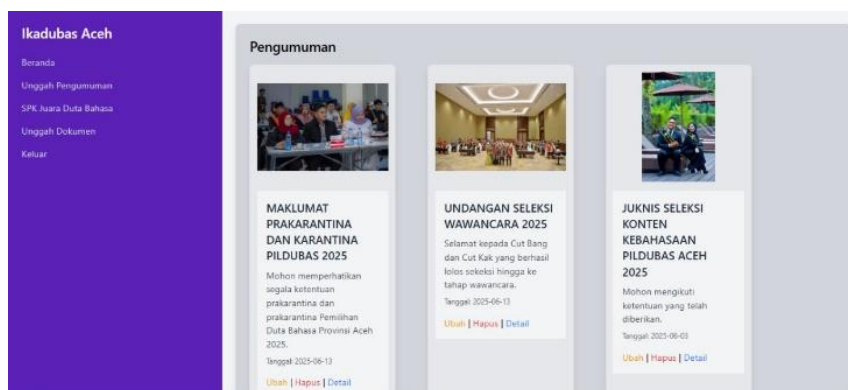 Ikadubas Aceh
Beranda
Unggah Pengumuman
SPK Juara Duta Bahasa
Unggah Dokumen
Keluar
Pengumuman
MAKLUMAT
PRAKARANTINA
DAN KARANTINA
PILDUBAS 2025
Mohon memperhatikan
segala ketentuan
prakarantina dan
prakarantina Pemilihan
Duta Bahasa Provinsi Aceh
2025.
Tanggal: 2025-06-13
Ubah | Hapus | Detail
UNDANGAN SELEKSI
WAWANCARA 2025
Selamat kepada Cut Bang
dan Cut Kak yang berhasil
lolos sekeksi hingga ke
tahap wawancara.
Tanggal: 2025-06-13
Ubah | Hapus | Detail
JUKNIS SELEKSI
KONTEN
KEBAHASAAN
PILDUBAS ACEH
2025
Mohon mengikuti
ketentuan yang telah
diberikan.
Tanggal: 2025-06-03
Ubah | Hapus | Detail